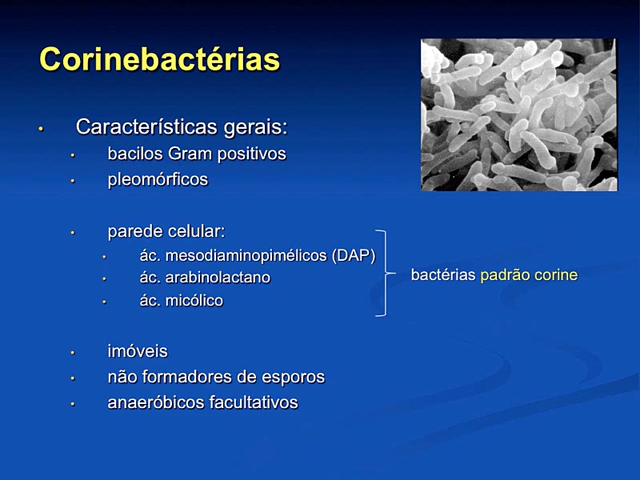 Corinebactérias
• Características gerais:
• bacilos Gram positivos
• pleomórficos
• parede celular:
• ác. mesodiaminopimélicos (DAP)
• ác. arabinolactano
• ác. micólico
bactérias padrão corine
• imóveis
• não formadores de esporos
• anaeróbicos facultativos